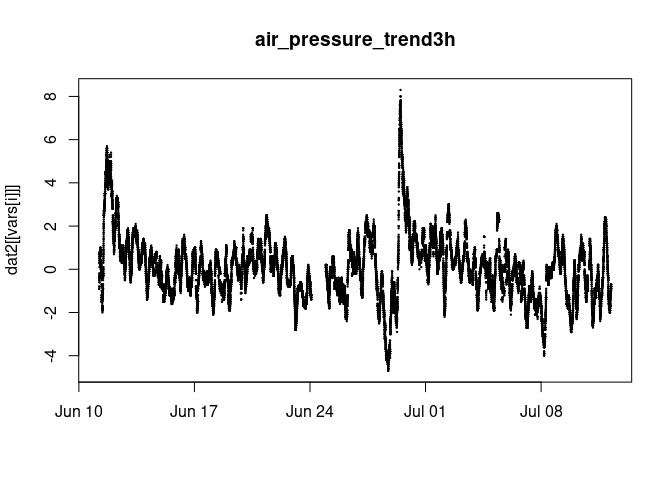 air_pressure_trend3h
dat2[[vars[i]]]
8
6
4
2
0
-2
-4
Jun 10
Jun 17
Jun 24
Jul 01
Jul 08